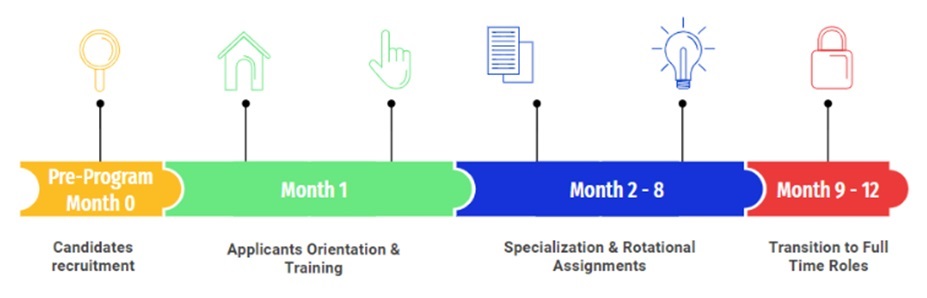 Pre-Program
Month 0
Month 1
Month 2 - 8
Month 9 - 12
Candidates
recruitment
Applicants Orientation &
Training
Specialization & Rotational
Assignments
Transition to Full
Time Roles